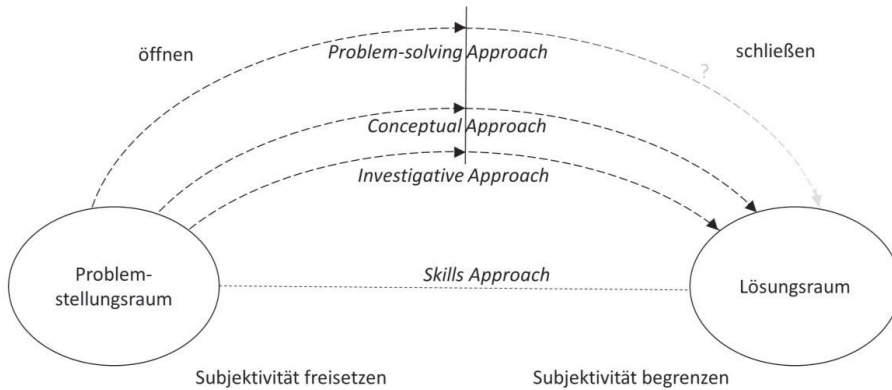 öffnen
schließen
Problem-solving Approach
?
Conceptual Approach
Investigative Approach
Problem-
stellungsraum
Skills Approach
Lösungsraum
Subjektivität freisetzen
Subjektivität begrenzen